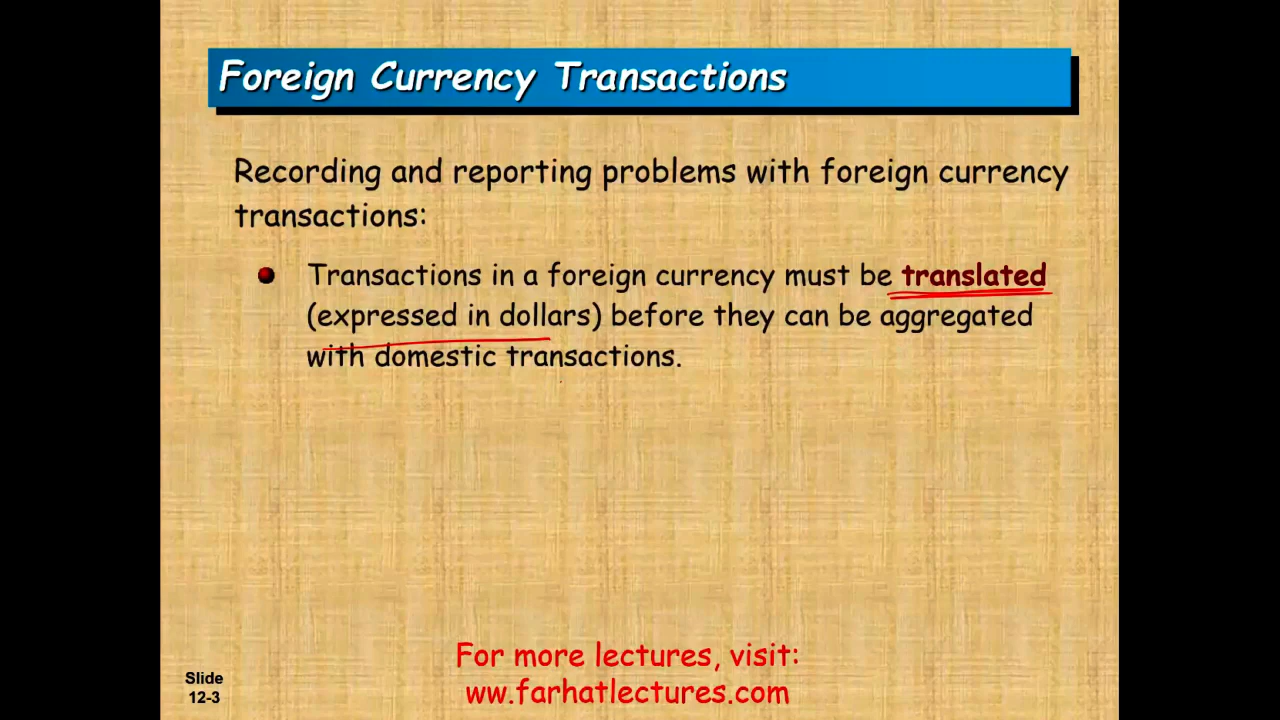 Foreign Currency Transactions
Recording and reporting problems with foreign currency
transactions:
Transactions in a foreign currency must be translated
(expressed in dollars) before they can be aggregated
with domestic transactions.
For more lectures, visit:
ww.farhatlectures.com
Slide
12-3